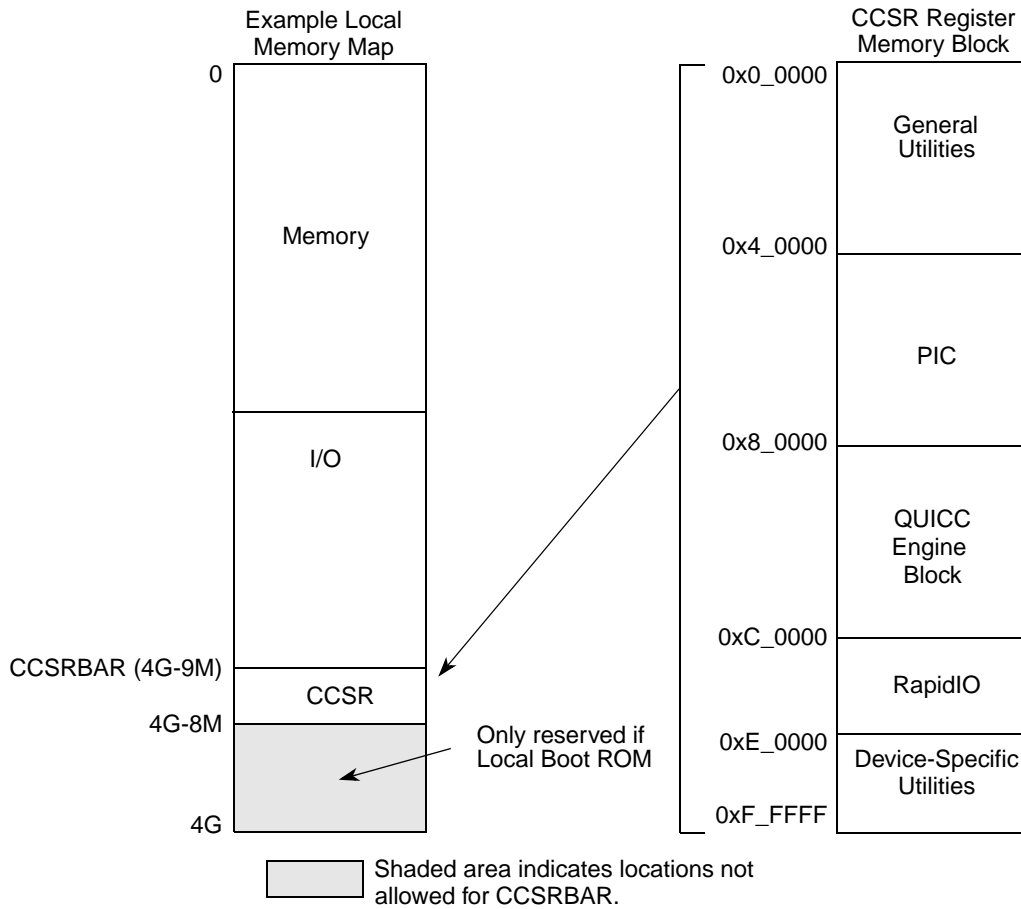 Example Local
Memory Map
0
Memory
I/O
CCSRBAR (4G-9M)
CCSR
4G-8M
4G
Only reserved if
Local Boot ROM
CCSR Register
Memory Block
0x0_0000
General
Utilities
0x4_0000
PIC
0x8_0000
QUICC
Engine
Block
0xC_0000
RapidIO
0xE_0000
Device-Specific
Utilities
0xF_FFFF
Shaded area indicates locations not
allowed for CCSRBAR.